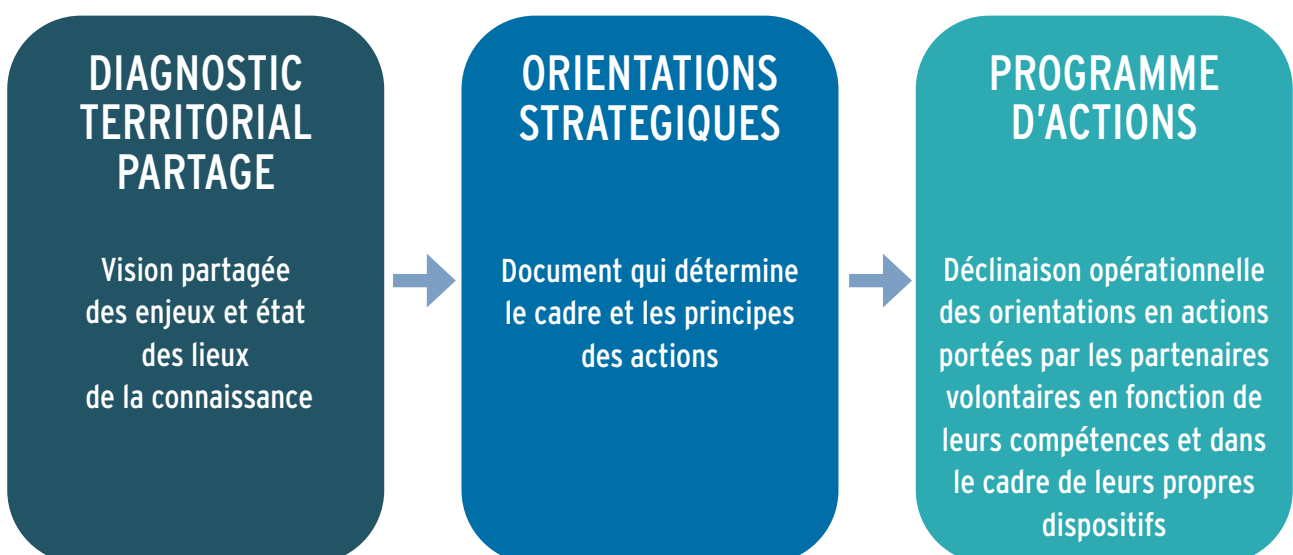 DIAGNOSTIC
TERRITORIAL
PARTAGE
Vision partagée
des enjeux et état
des lieux
de la connaissance
ORIENTATIONS
STRATEGIQUES
Document qui détermine
le cadre et les principes
des actions
PROGRAMME
D'ACTIONS
Déclinaison opérationnelle
des orientations en actions
portées par les partenaires
volontaires en fonction de
leurs compétences et dans
le cadre de leurs propres
dispositifs